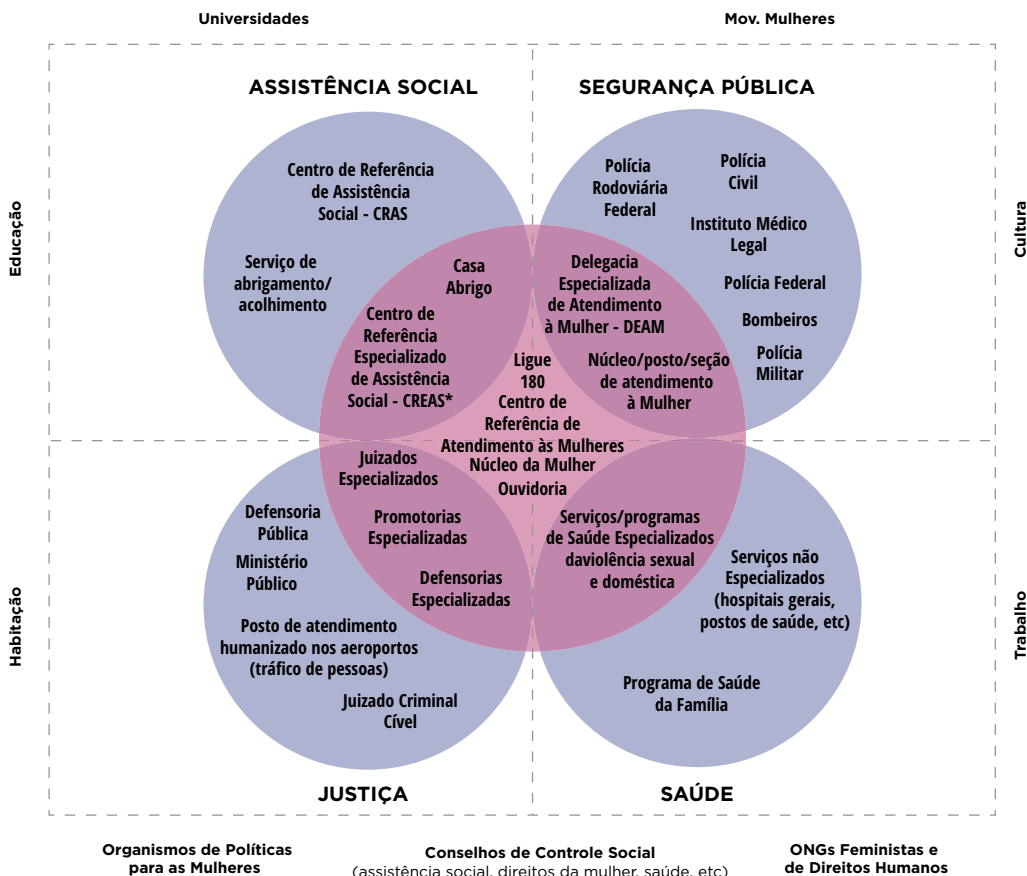 Universidades
Mov. Mulheres
ASSISTÊNCIA SOCIAL
SEGURANÇA PÚBLICA
Educação
Cultura
Centro de Referência
de Assistência
Social - CRAS
Serviço de
abrigamento/
acolhimento
Casa
Abrigo
Centro de
Referência
Especializado
de Assistência
Social - CREAS*
Polícia
Rodoviária
Federal
Polícia
Civil
Instituto Médico
Legal
Polícia Federal
Bombeiros
Polícia
Militar
Delegacia
Especializada
de Atendimento
à Mulher - DEAM
Núcleo/posto/seção
de atendimento
à Mulher
Ligue
180
Centro de
Referência de
Atendimento às Mulheres
Núcleo da Mulher
Ouvidoria
Habitação
Trabalho
Juizados
Especializados
Promotorias
Especializadas
Defensorias
Especializadas
Defensoria
Pública
Ministério
Público
Posto de atendimento
humanizado nos aeroportos
(tráfico de pessoas)
Juizado Criminal
Cível
Serviços/programas
de Saúde Especializados
daviolência sexual
e doméstica
Serviços não
Especializados
(hospitais gerais,
postos de saúde, etc)
Programa de Saúde
da Família
JUSTIÇA
SAÚDE
Organismos de Políticas
para as Mulheres
Conselhos de Controle Social
(assistência social, direitos da mulher, saúde, etc)
ONGs Feministas e
de Direitos Humanos